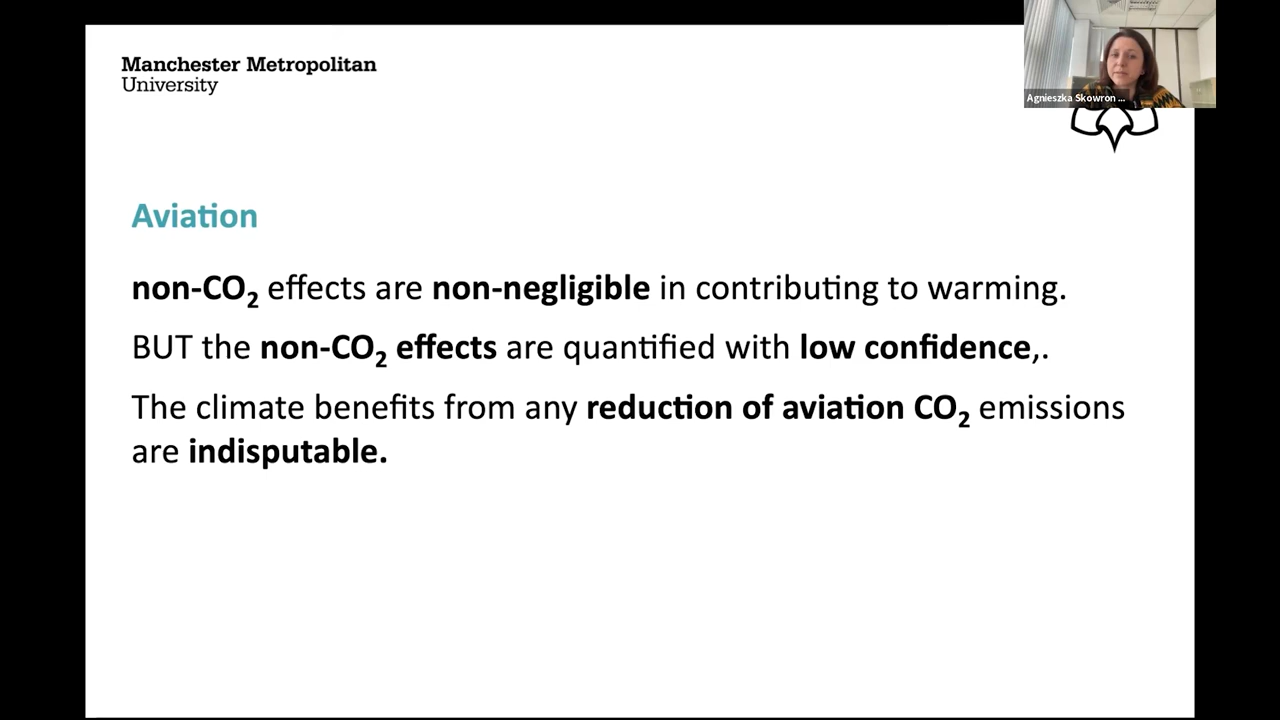 Manchester Metropolitan
University
Agnieszka Skowron ...
Aviation
non-CO₂ effects are non-negligible in contributing to warming.
BUT the non-CO₂ effects are quantified with low confidence,.
The climate benefits from any reduction of aviation CO₂ emissions
are indisputable.